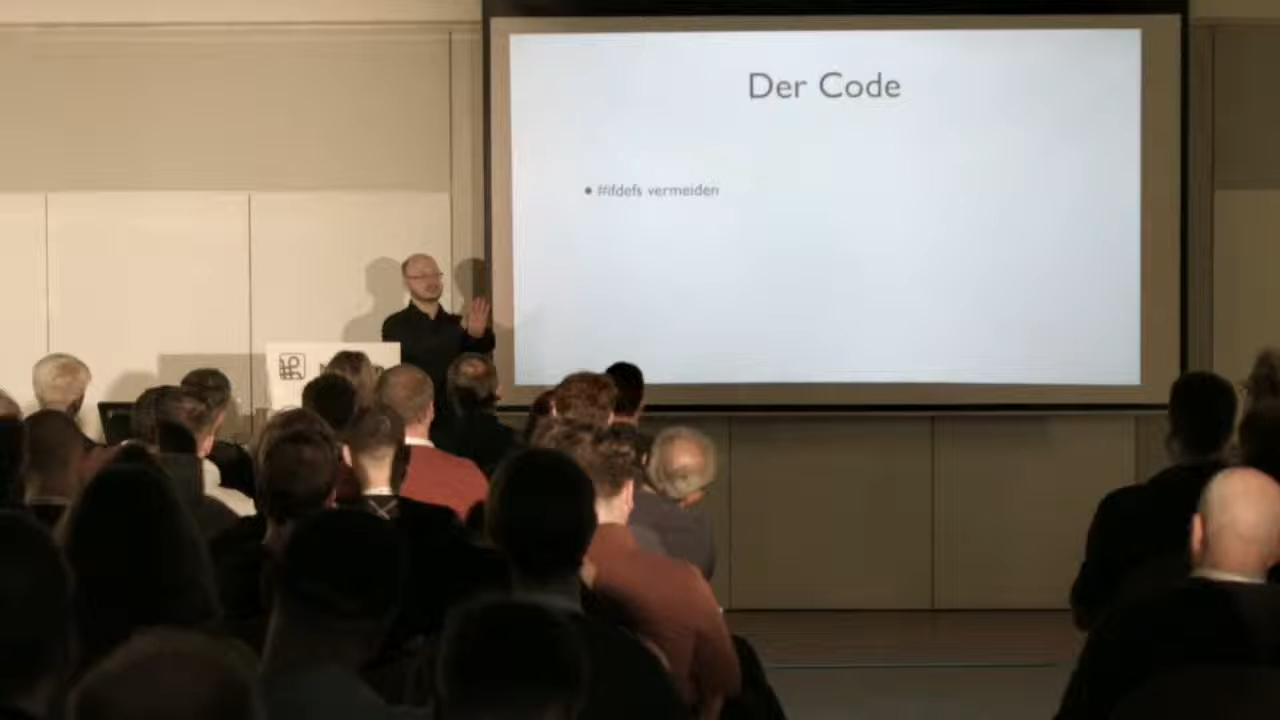 Der Code
• #ifdefs vermeiden